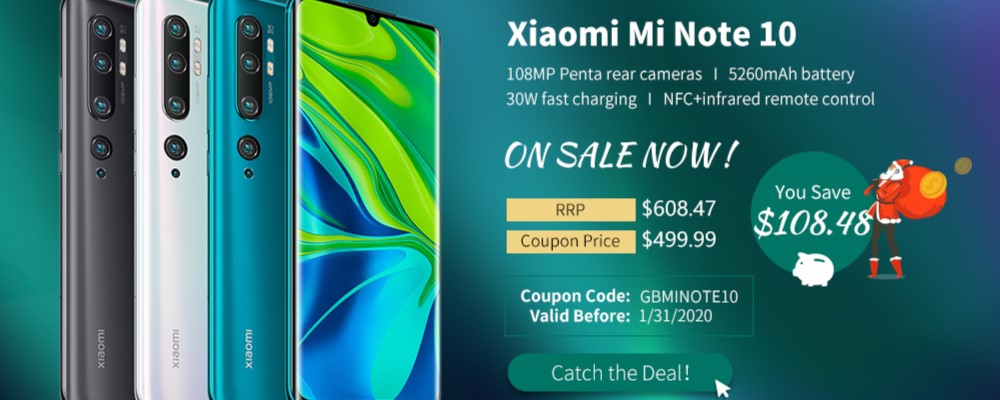 Xiaomi Mi Note 10
108MP Penta rear cameras I 5260mAh battery
30W fast charging I NFC+infrared remote control
ON SALE NOW!
RRP $608.47
Coupon Price $499.99
You Save
$108.48
Coupon Code: GBMINOTE10
Valid Before: 1/31/2020
Catch the Deal!
xiaomi
xiaomi
xiaomi